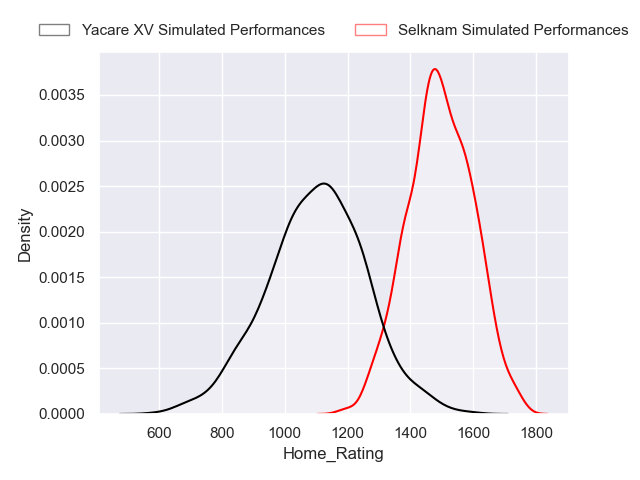 Yacare XV Simulated Performances
Selknam Simulated Performances
0.0035
0.0030
0.0025
0.0020
0.0015
0.0010
0.0005
0.0000
Density
600 800 1000 1200 1400 1600 1800
Home_Rating